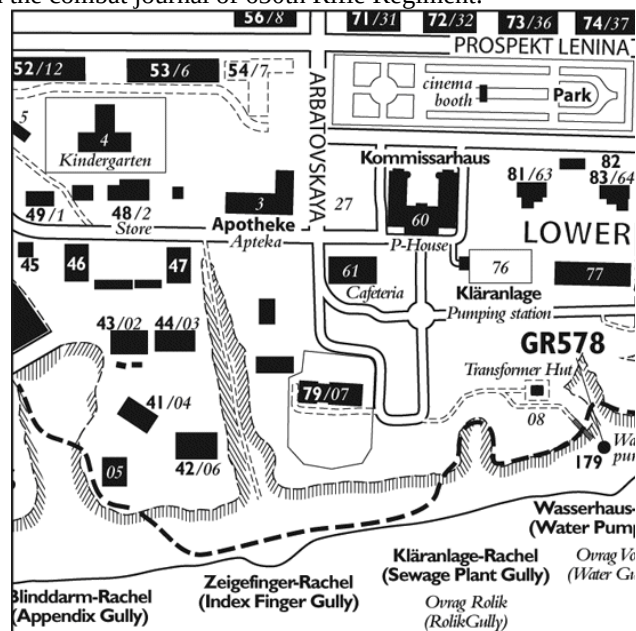 the combat journal of 650th Rifle Regiment.
56/8
71/31
72/32
73/36
74/37
PROSPEKT LENINA
52/12
53/6
54/7
ARBATOVSKAYA
cinema
booth
Park
5
4
Kindergarten
Kommissarhaus
81/63
82
83/64
49/1
48/2
Store
3
Apotheke
Apteka
27
60
P-House
LOWER
45
46
47
61
Cafeteria
76
77
Kläranlage
Pumping station
43/02
44/03
GR578
Transformer Hut
79/07
08
41/04
42/06
05
179
Wasserhaus-
(Water Pump
Kläranlage-Rachel
(Sewage Plant Gully)
Ovrag Rolik
(RolikGully)
Zeigefinger-Rachel
(Index Finger Gully)
Blinddarm-Rachel
(Appendix Gully)